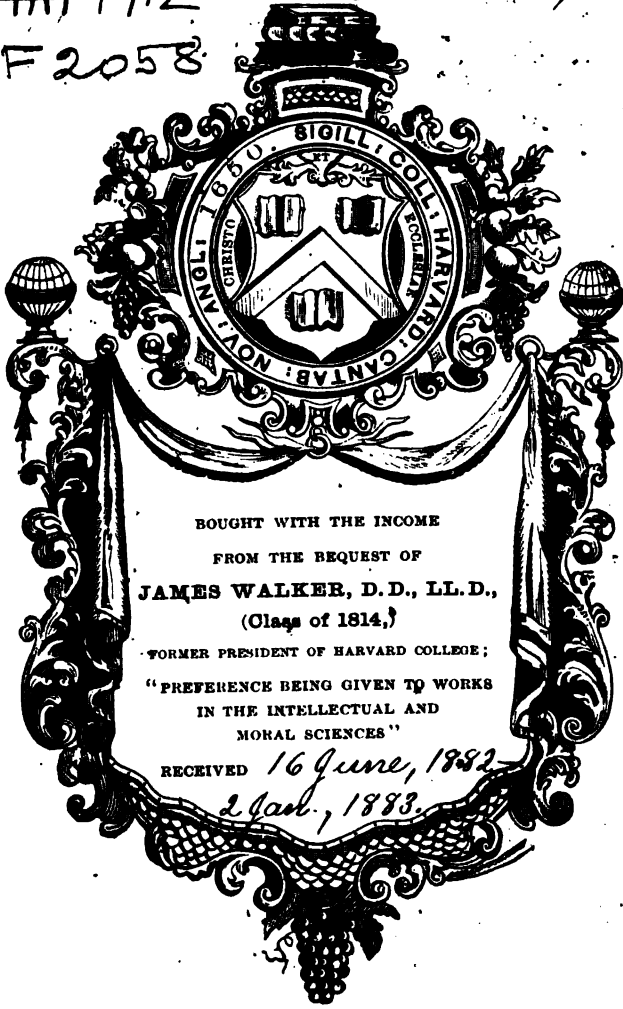 F2058
SIGILL: COLL: HARVARD: CANTAB: NOV: ANGL: 1650.
ET
CHRISTO
ECCLESIAE
BOUGHT WITH THE INCOME
FROM THE BEQUEST OF
JAMES WALKER, D.D., LL.D.,
(Class of 1814,)
FORMER PRESIDENT OF HARVARD COLLEGE;
"PREFERENCE BEING GIVEN TO WORKS
IN THE INTELLECTUAL AND
MORAL SCIENCES"
RECEIVED 16 June, 1882—
2 Jan., 1883.